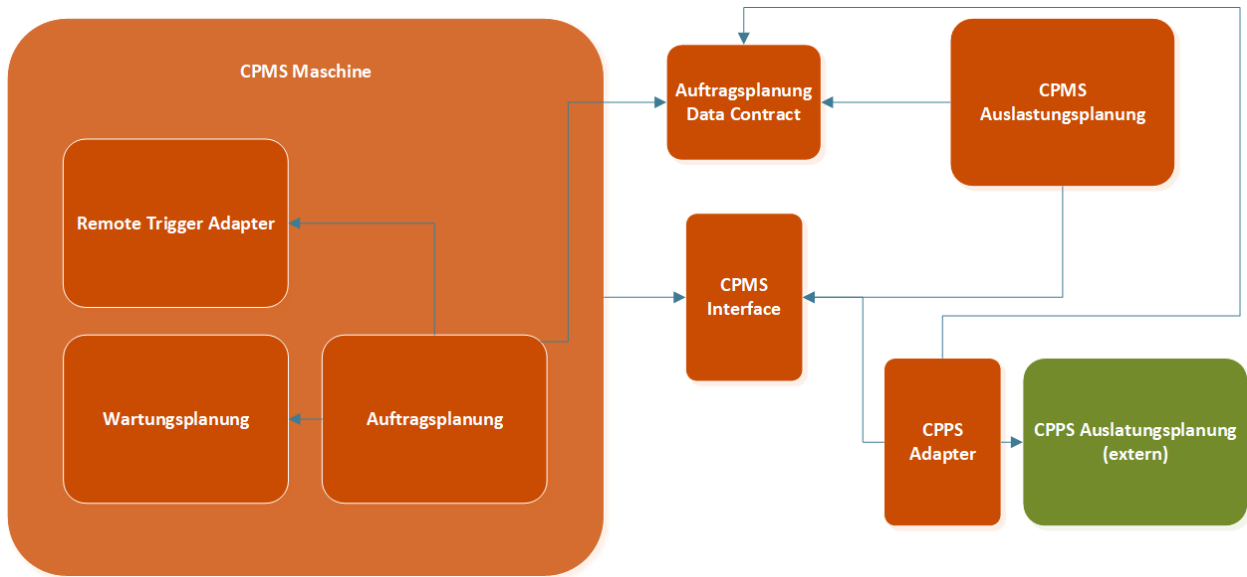 CPMS Maschine
Remote Trigger Adapter
Wartungsplanung
Auftragsplanung
Auftragsplanung
Data Contract
CPMS
Auslastungsplanung
CPMS
Interface
CPPS
Adapter
CPPS Auslatungsplanung
(extern)